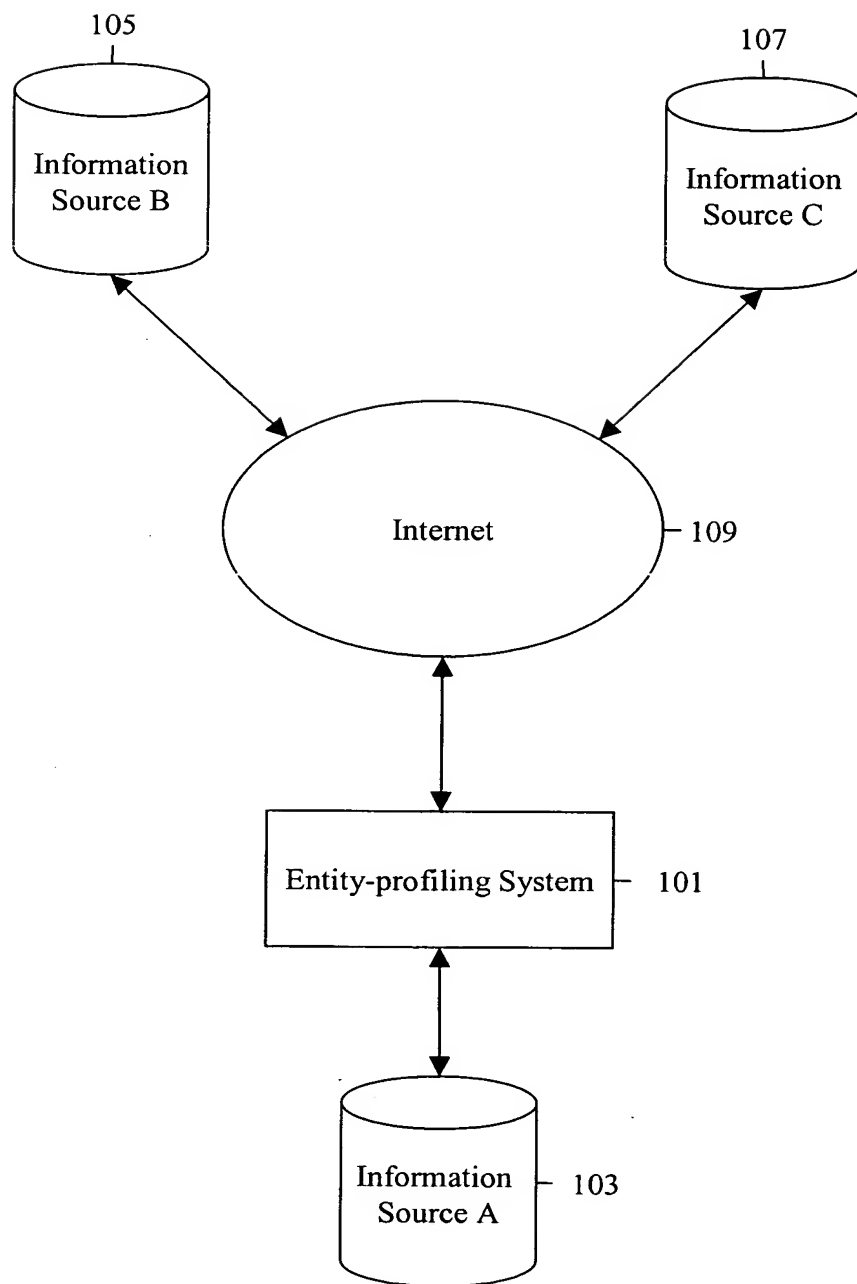 105
107
Information
Source B
Information
Source C
Internet
109
Entity-profiling System
101
Information
Source A
103